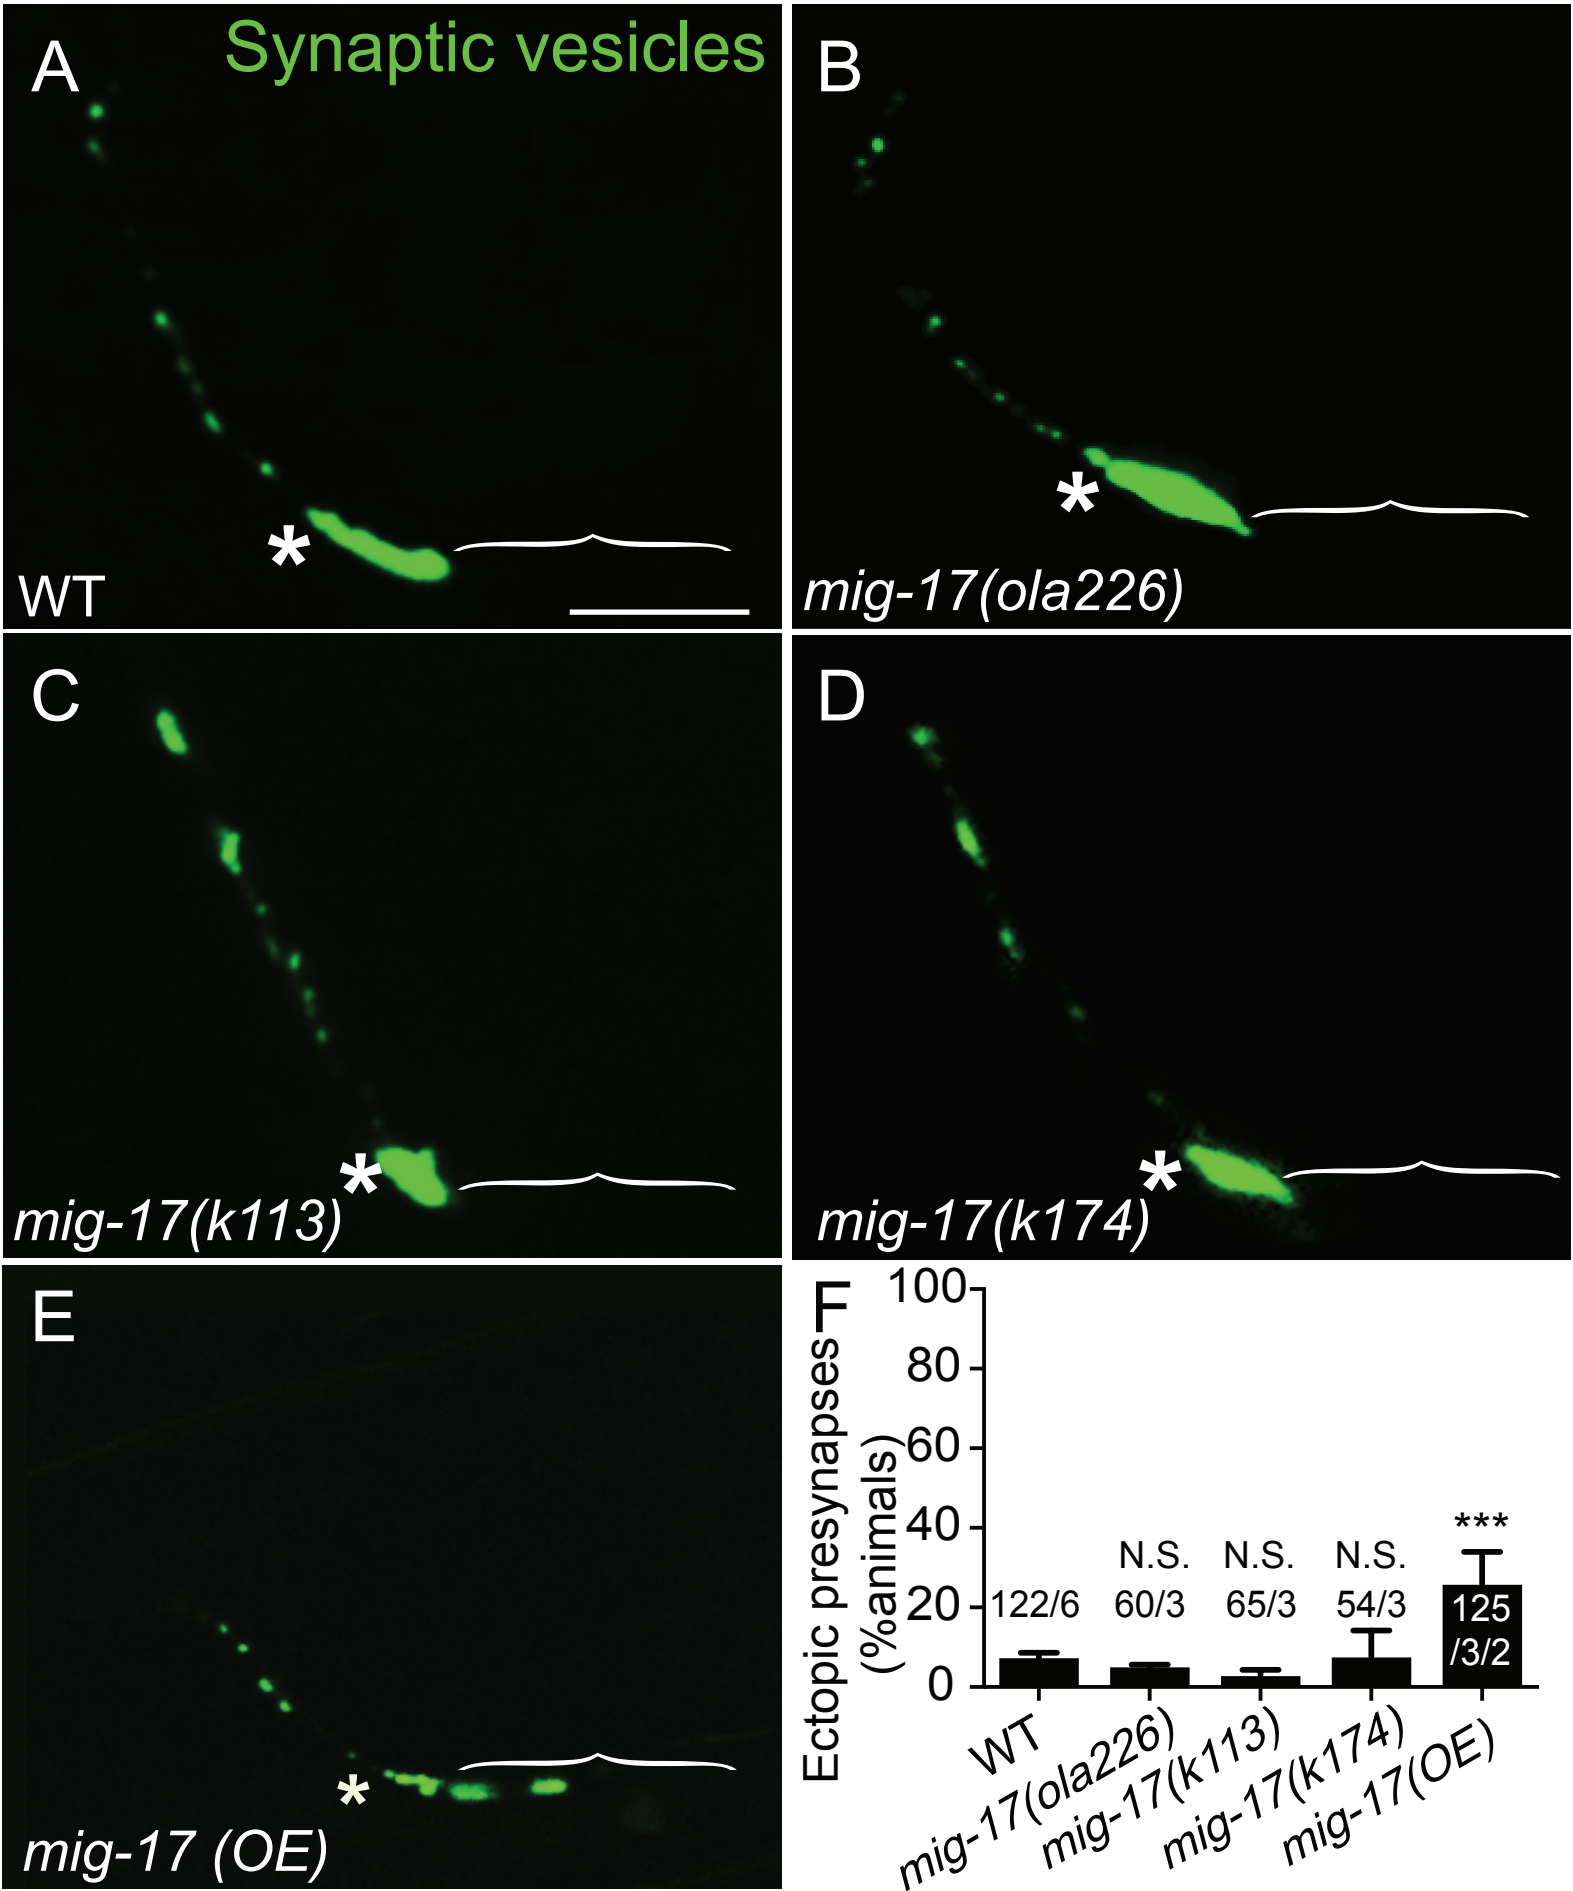 A
Synaptic vesicles
*
WT
B
*
mig-17(ola226)
C
*
mig-17(k113)
D
*
mig-17(k174)
E
*
mig-17 (OE)
F
Ectopic presynapses
(%animals)
100
80
60
40
20
0
122/6
N.S.
60/3
N.S.
65/3
N.S.
54/3
***
125
/3/2
WT
mig-17(ola226)
mig-17(k113)
mig-17(k174)
mig-17(OE)